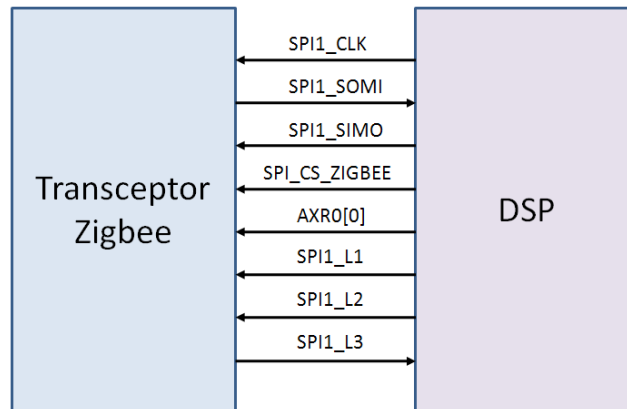 SPI1_CLK
SPI1_SOMI
SPI1_SIMO
SPI_CS_ZIGBEE
AXR0[0]
SPI1_L1
SPI1_L2
SPI1_L3
Transceptor
Zigbee
DSP